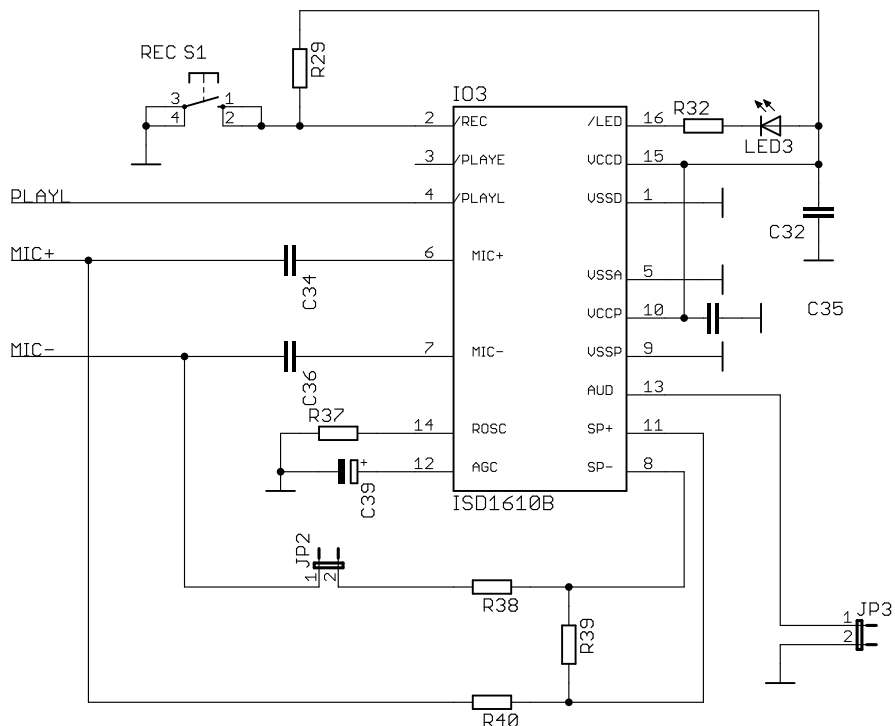 REC S1
R29
3 1
4 2
IO3
2 /REC
/LED 16
R32
LED3
3 /PLAYE
VCCD 15
PLAYL
4 /PLAYL
VSSD 1
C32
MIC+
6 MIC+
C34
VSSA 5
VCCP 10
C35
MIC-
7 MIC-
C36
VSSP 9
AUD 13
R37
14 ROSC
SP+ 11
12 AGC
+
C39
SP- 8
ISD1610B
JP2
1 2
R38
R39
JP3
1
2
R40